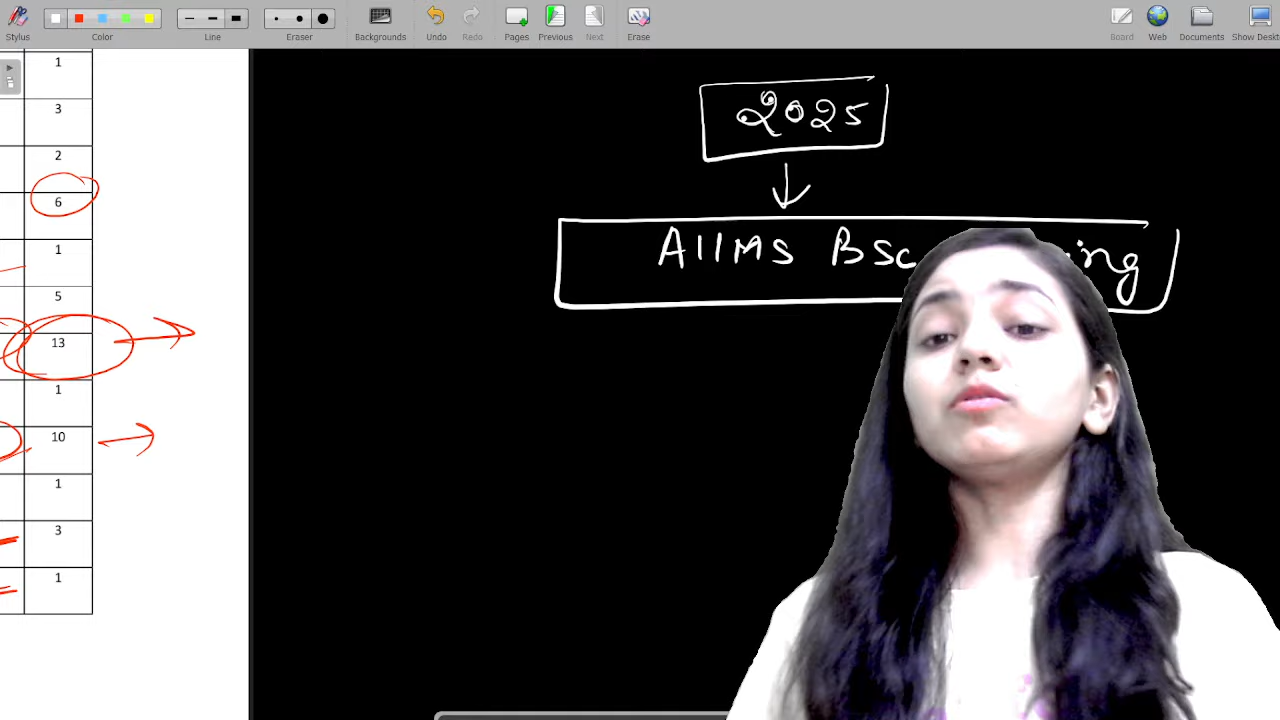 Stylus
Color
Line
Eraser
Backgrounds
Undo
Redo
Pages
Previous
Next
Erase
Board
Web
Documents
Show Deskt
1
3
2
6
1
5
13
1
10
1
3
1
2025
AIIMS BSc ing